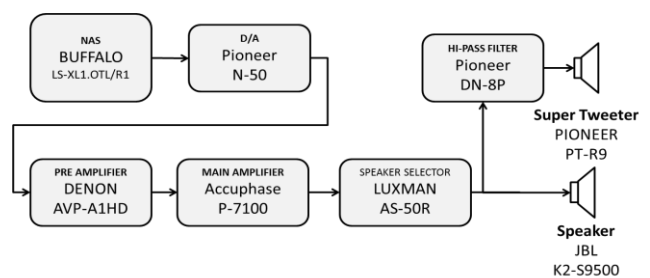 NAS
BUFFALO
LS-XL1.OTL/R1
D/A
Pioneer
N-50
HI-PASS FILTER
Pioneer
DN-8P
Super Tweeter
PIONEER
PT-R9
PRE AMPLIFIER
DENON
AVP-A1HD
MAIN AMPLIFIER
Accuphase
P-7100
SPEAKER SELECTOR
LUXMAN
AS-50R
Speaker
JBL
K2-S9500